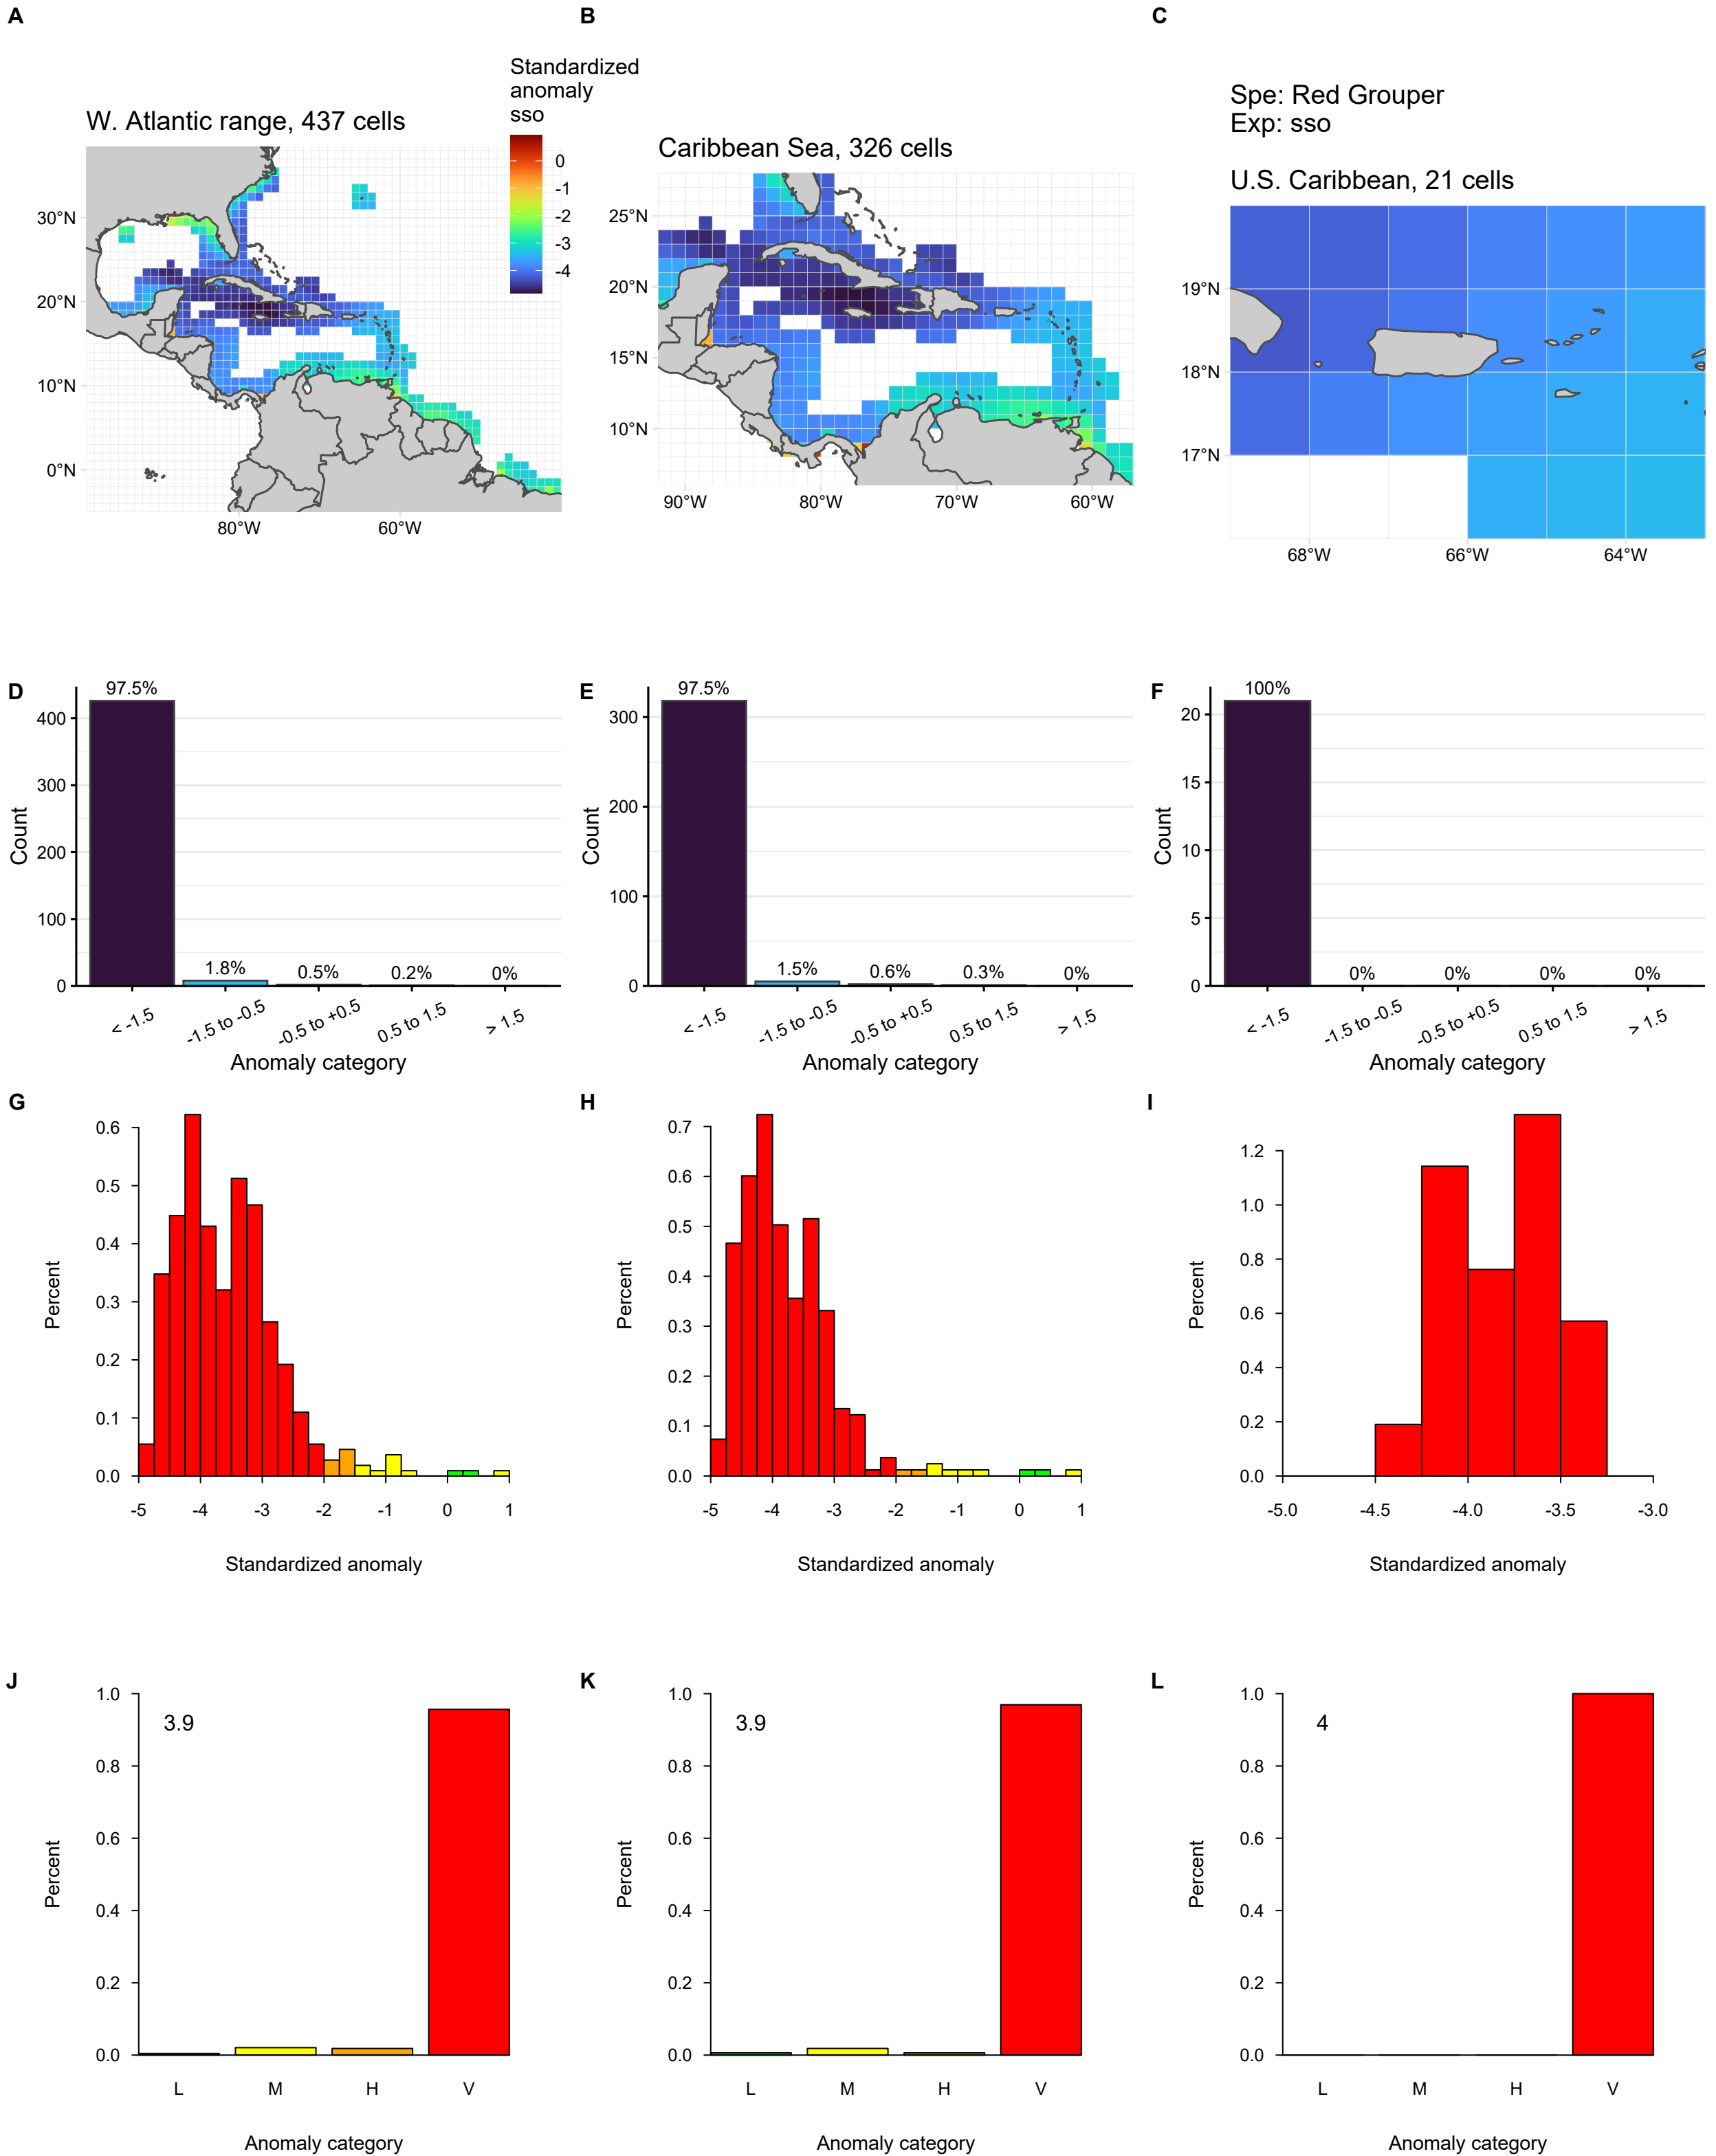 A
B
C
Standardized
anomaly
sso
0
-1
-2
-3
-4
W. Atlantic range, 437 cells
30°N
20°N
10°N
0°N
80°W
60°W
Caribbean Sea, 326 cells
25°N
20°N
15°N
10°N
90°W
80°W
70°W
60°W
Spe: Red Grouper
Exp: sso
U.S. Caribbean, 21 cells
19°N
18°N
17°N
68°W
66°W
64°W
D
97.5%
1.8%
0.5%
0.2%
0%
400
300
200
100
0
Count
< -1.5
-1.5 to -0.5
-0.5 to +0.5
0.5 to 1.5
> 1.5
Anomaly category
E
97.5%
1.5%
0.6%
0.3%
0%
300
200
100
0
Count
< -1.5
-1.5 to -0.5
-0.5 to +0.5
0.5 to 1.5
> 1.5
Anomaly category
F
100%
0%
0%
0%
0%
20
15
10
5
0
Count
< -1.5
-1.5 to -0.5
-0.5 to +0.5
0.5 to 1.5
> 1.5
Anomaly category
G
0.6
0.5
0.4
0.3
0.2
0.1
0.0
Percent
-5
-4
-3
-2
-1
0
1
Standardized anomaly
H
0.7
0.6
0.5
0.4
0.3
0.2
0.1
0.0
Percent
-5
-4
-3
-2
-1
0
1
Standardized anomaly
I
1.2
1.0
0.8
0.6
0.4
0.2
0.0
Percent
-5.0
-4.5
-4.0
-3.5
-3.0
Standardized anomaly
J
3.9
1.0
0.8
0.6
0.4
0.2
0.0
Percent
L
M
H
V
Anomaly category
K
3.9
1.0
0.8
0.6
0.4
0.2
0.0
Percent
L
M
H
V
Anomaly category
L
4
1.0
0.8
0.6
0.4
0.2
0.0
Percent
L
M
H
V
Anomaly category